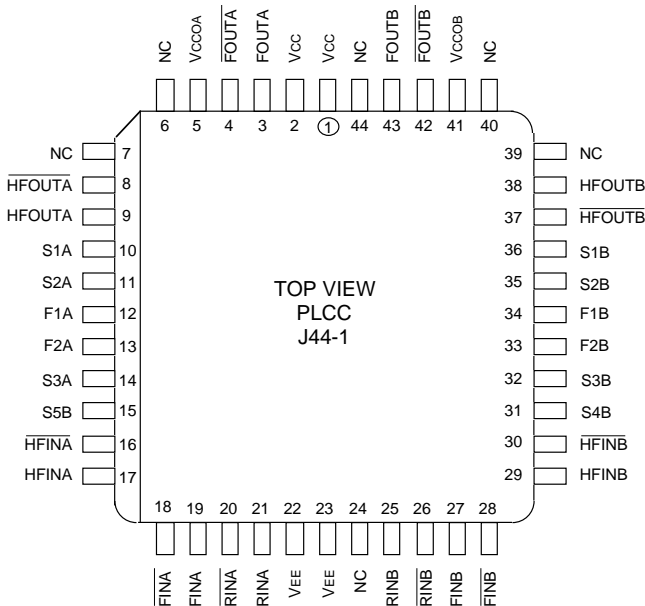 NC VCCOA FOUTA FOUTA VCC VCC NC FOUTB FOUTB VCCOB NC
6 5 4 3 2 1 44 43 42 41 40
NC 7 39 NC
HFOUTA 8 38 HFOUTB
HFOUTA 9 37 HFOUTB
S1A 10 36 S1B
S2A 11 35 S2B
F1A 12 34 F1B
F2A 13 33 F2B
S3A 14 32 S3B
S5B 15 31 S4B
HFINA 16 30 HFINB
HFINA 17 29 HFINB
TOP VIEW
PLCC
J44-1
18 19 20 21 22 23 24 25 26 27 28
FINA FINA RINA RINA VEE VEE NC RINB RINB FINB FINB